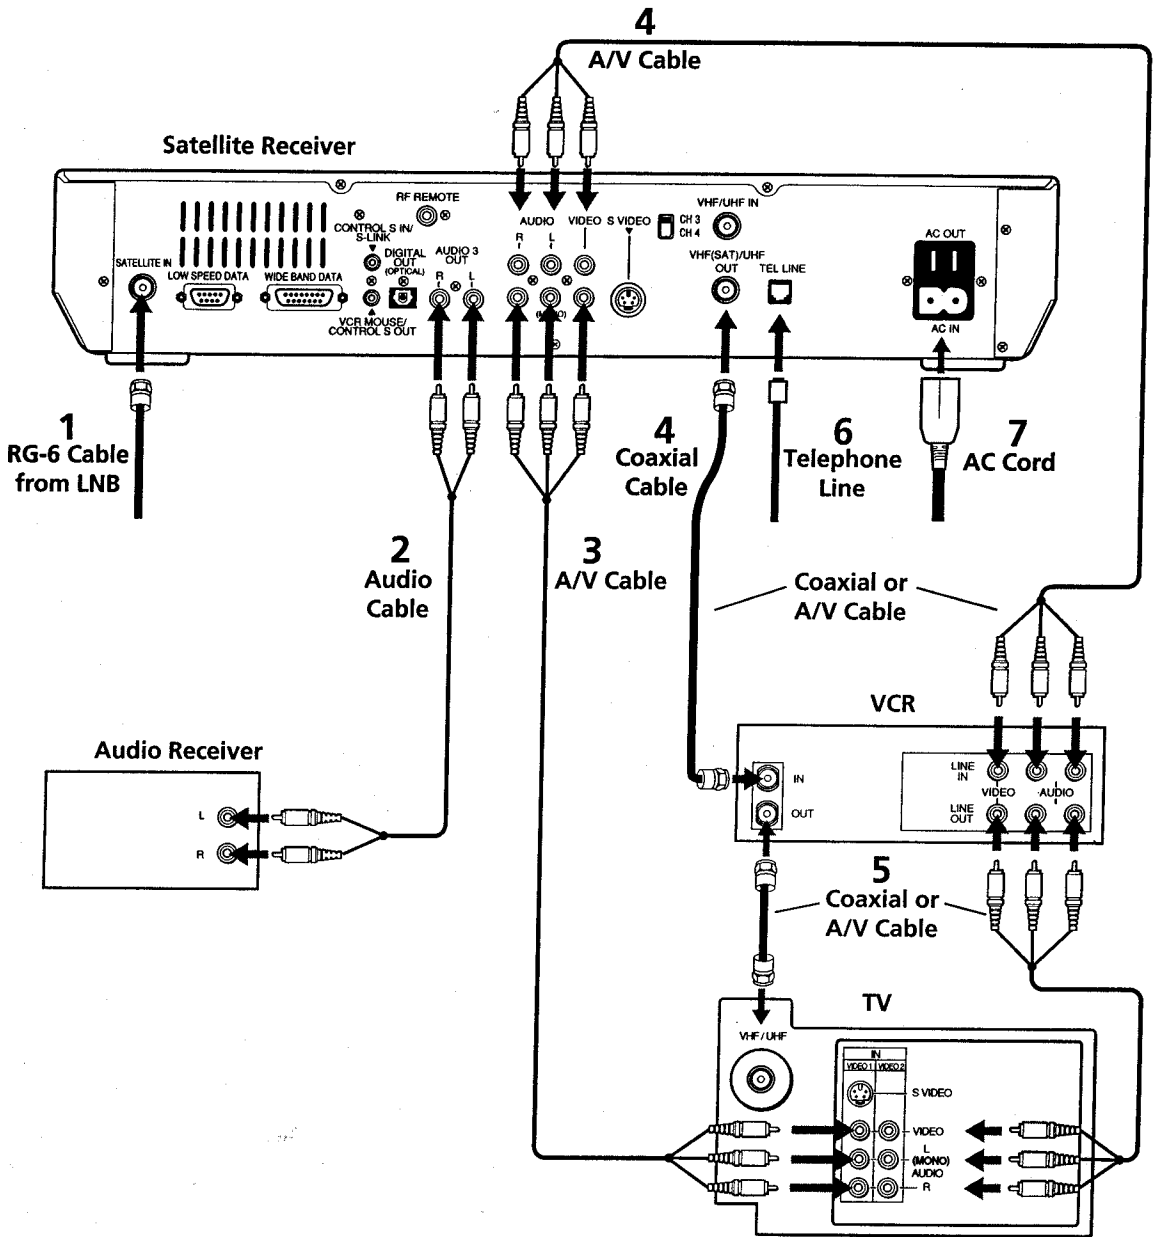 4
A/V Cable
Satellite Receiver
RF REMOTE
CONTROL S IN/
S-LINK
AUDIO VIDEO S VIDEO
R L
CH 3
CH 4
VHF/UHF IN
AC OUT
SATELLITE IN
LOW SPEED DATA
WIDE BAND DATA
DIGITAL
OUT
(OPTICAL)
AUDIO 3
OUT
R L
VHF(SAT)/UHF
OUT
TEL LINE
(MONO)
VCR MOUSE/
CONTROL S OUT
AC IN
1
RG-6 Cable
from LNB
4
Coaxial
Cable
6
Telephone
Line
7
AC Cord
2
Audio
Cable
3
A/V Cable
Coaxial or
A/V Cable
VCR
Audio Receiver
L
R
IN
OUT
LINE
IN
VIDEO AUDIO
LINE
OUT
5
Coaxial or
A/V Cable
TV
VHF / UHF
IN
VIDEO 1 VIDEO 2
S VIDEO
VIDEO
L
(MONO)
AUDIO
R